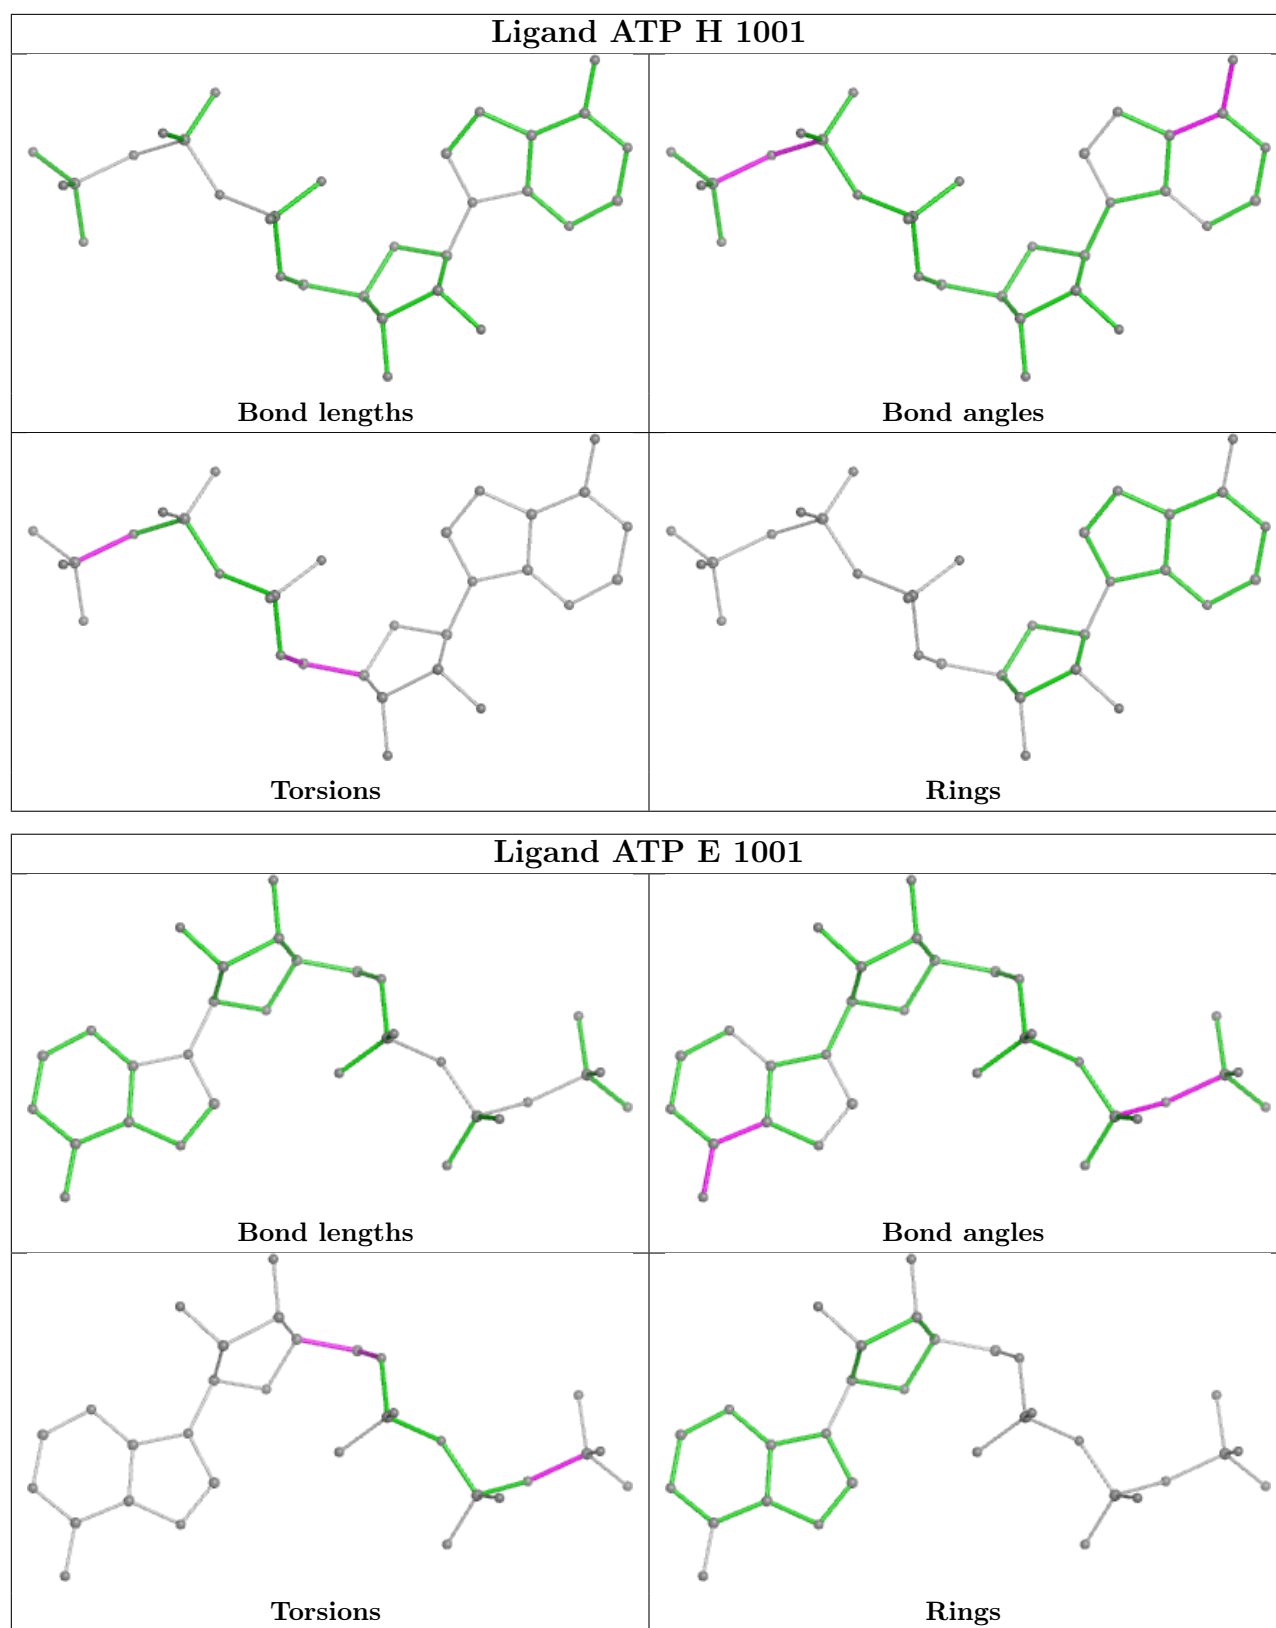 Ligand ATP H 1001
Bond lengths
Bond angles
Torsions
Rings
Ligand ATP E 1001
Bond lengths
Bond angles
Torsions
Rings